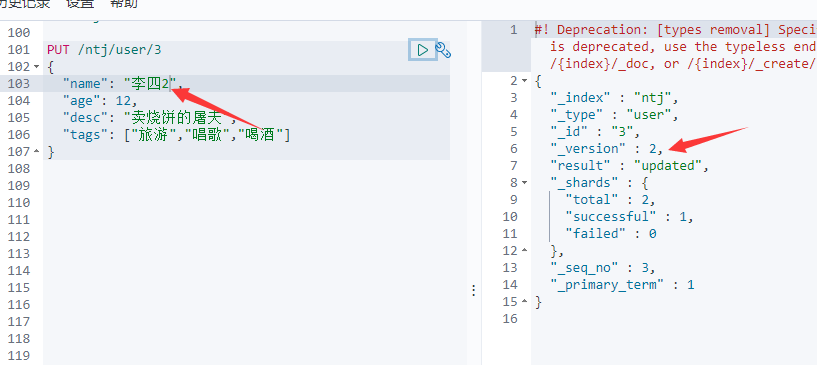 历史记录 设置 帮助
100
101 PUT /ntj/user/3
102 {
103 "name": "李四2",
104 "age": 12,
105 "desc": "卖烧饼的屠夫",
106 "tags": ["旅游","唱歌","喝酒"]
107 }
108
109
110
111
112
113
114
115
116
117
118
119
1 #! Deprecation: [types removal] Speci
is deprecated, use the typeless end
/{index}/_doc, or /{index}/_create/
2 {
3 "_index" : "ntj",
4 "_type" : "user",
5 "_id" : "3",
6 "_version" : 2,
7 "result" : "updated",
8 "_shards" : {
9 "total" : 2,
10 "successful" : 1,
11 "failed" : 0
12 },
13 "_seq_no" : 3,
14 "_primary_term" : 1
15 }
16